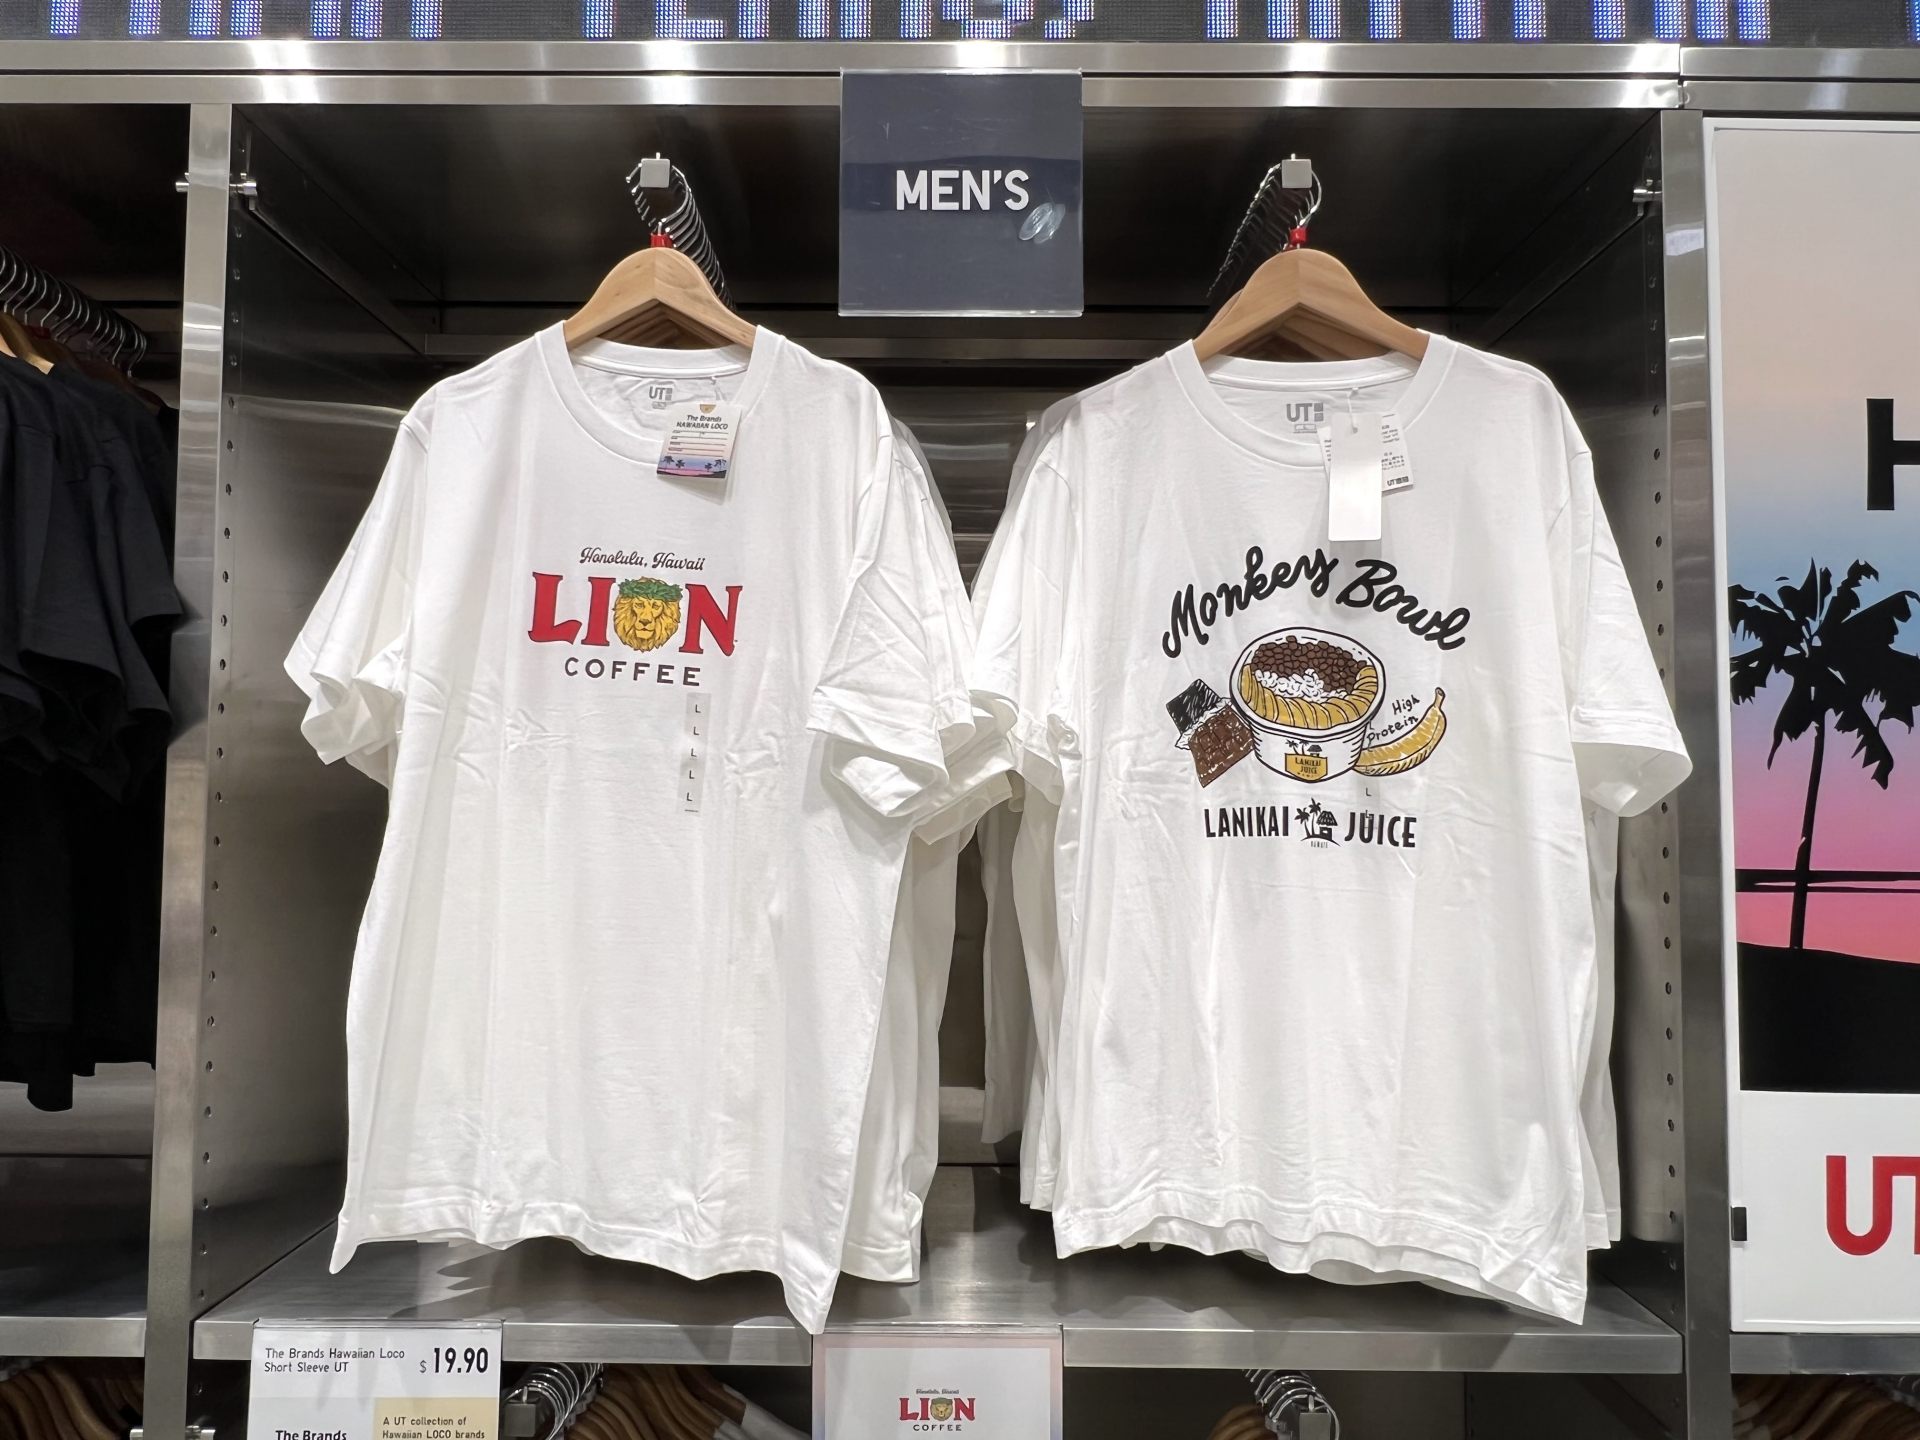 MEN'S
UT
The Brands
HAWAIIAN LOCO
UT
UT
Honolulu, Hawaii
LION
COFFEE
L
L
L
L
L
Monkey Bowl
High
Protein
LANIKAI
JUICE
L
LANIKAI JUICE
HAWAII
H
UT
The Brands Hawaiian Loco
Short Sleeve UT
$19.90
The Brands
A UT collection of
Hawaiian LOCO brands
Honolulu, Hawaii
LION
COFFEE